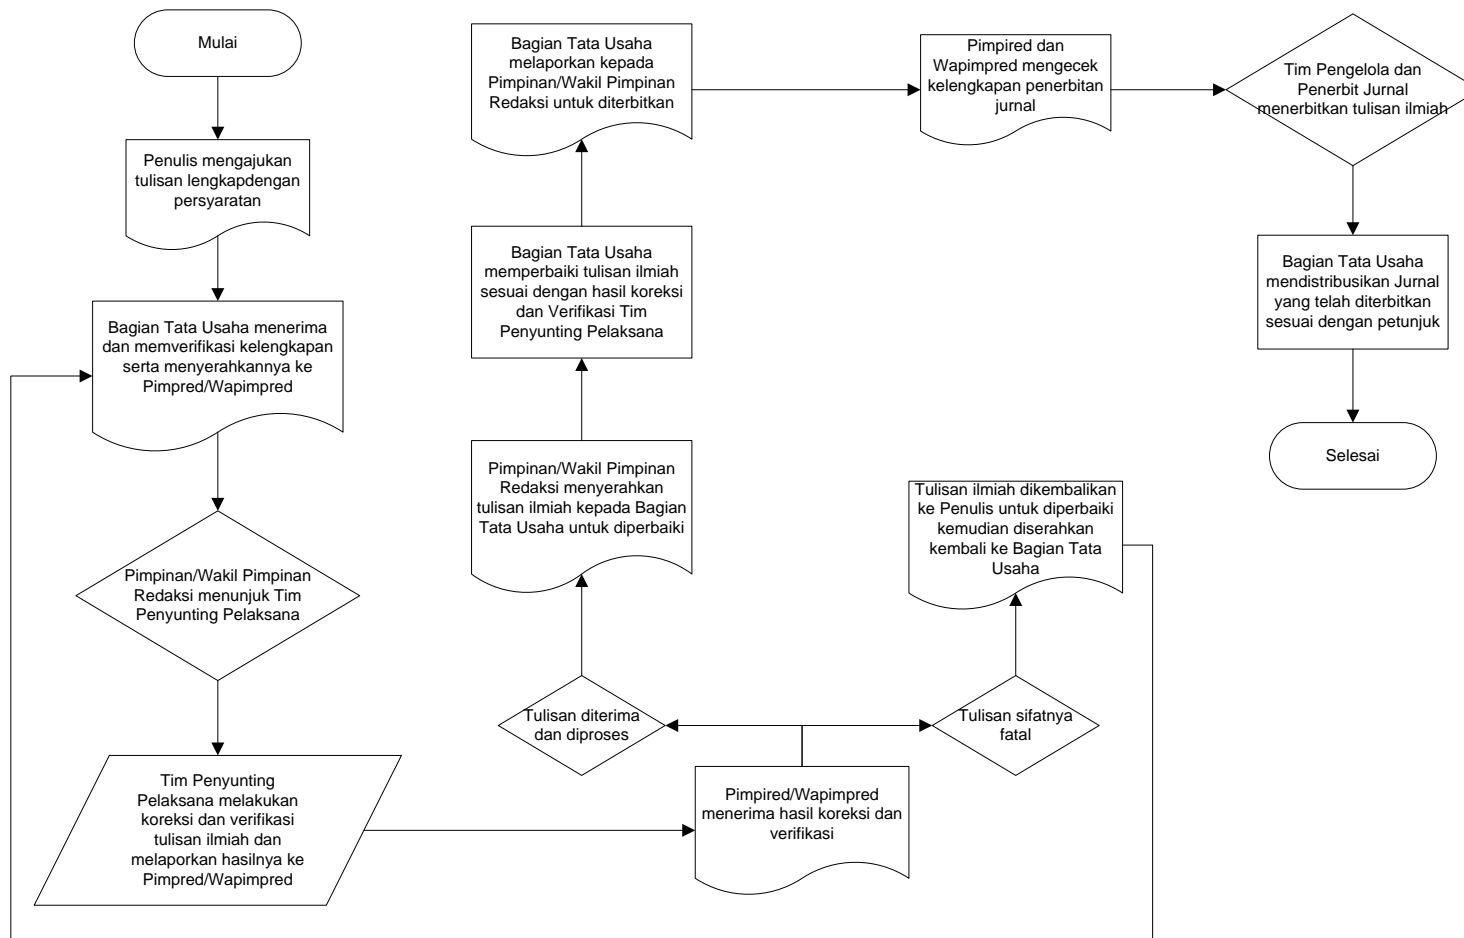 Mulai
Penulis mengajukan
tulisan lengkapdengan
persyaratan
Bagian Tata Usaha menerima
dan memverifikasi kelengkapan
serta menyerahkannya ke
Pimpred/Wapimpred
Pimpinan/Wakil Pimpinan
Redaksi menunjuk Tim
Penyunting Pelaksana
Tim Penyunting
Pelaksana melakukan
koreksi dan verifikasi
tulisan ilmiah dan
melaporkan hasilnya ke
Pimpred/Wapimpred
Pimpired/Wapimpred
menerima hasil koreksi dan
verifikasi
Tulisan diterima
dan diproses
Tulisan sifatnya
fatal
Tulisan ilmiah dikembalikan
ke Penulis untuk diperbaiki
kemudian diserahkan
kembali ke Bagian Tata
Usaha
Pimpinan/Wakil Pimpinan
Redaksi menyerahkan
tulisan ilmiah kepada Bagian
Tata Usaha untuk diperbaiki
Bagian Tata Usaha
memperbaiki tulisan ilmiah
sesuai dengan hasil koreksi
dan Verifikasi Tim
Penyunting Pelaksana
Bagian Tata Usaha
melaporkan kepada
Pimpinan/Wakil Pimpinan
Redaksi untuk diterbitkan
Pimpired dan
Wapimpred mengecek
kelengkapan penerbitan
jurnal
Tim Pengelola dan
Penerbit Jurnal
menerbitkan tulisan ilmiah
Bagian Tata Usaha
mendistribusikan Jurnal
yang telah diterbitkan
sesuai dengan petunjuk
Selesai